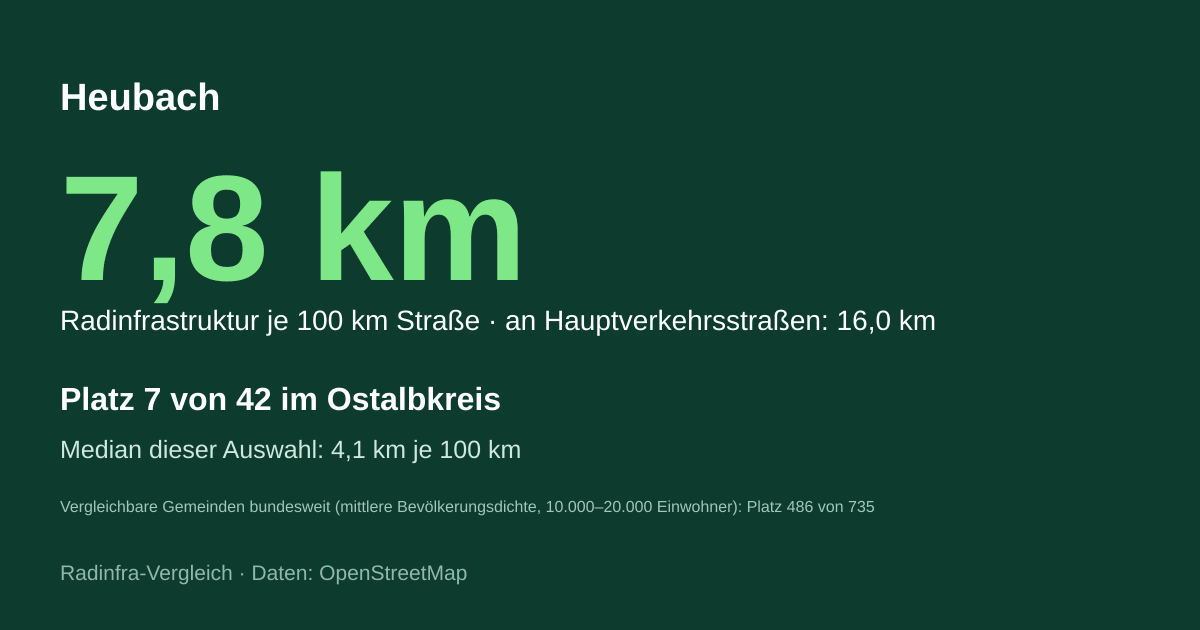 Heubach
7,8 km
Radinfrastruktur je 100 km Straße · an Hauptverkehrsstraßen: 16,0 km
Platz 7 von 42 im Ostalbkreis
Median dieser Auswahl: 4,1 km je 100 km
Vergleichbare Gemeinden bundesweit (mittlere Bevölkerungsdichte, 10.000–20.000 Einwohner): Platz 486 von 735
Radinfra-Vergleich · Daten: OpenStreetMap